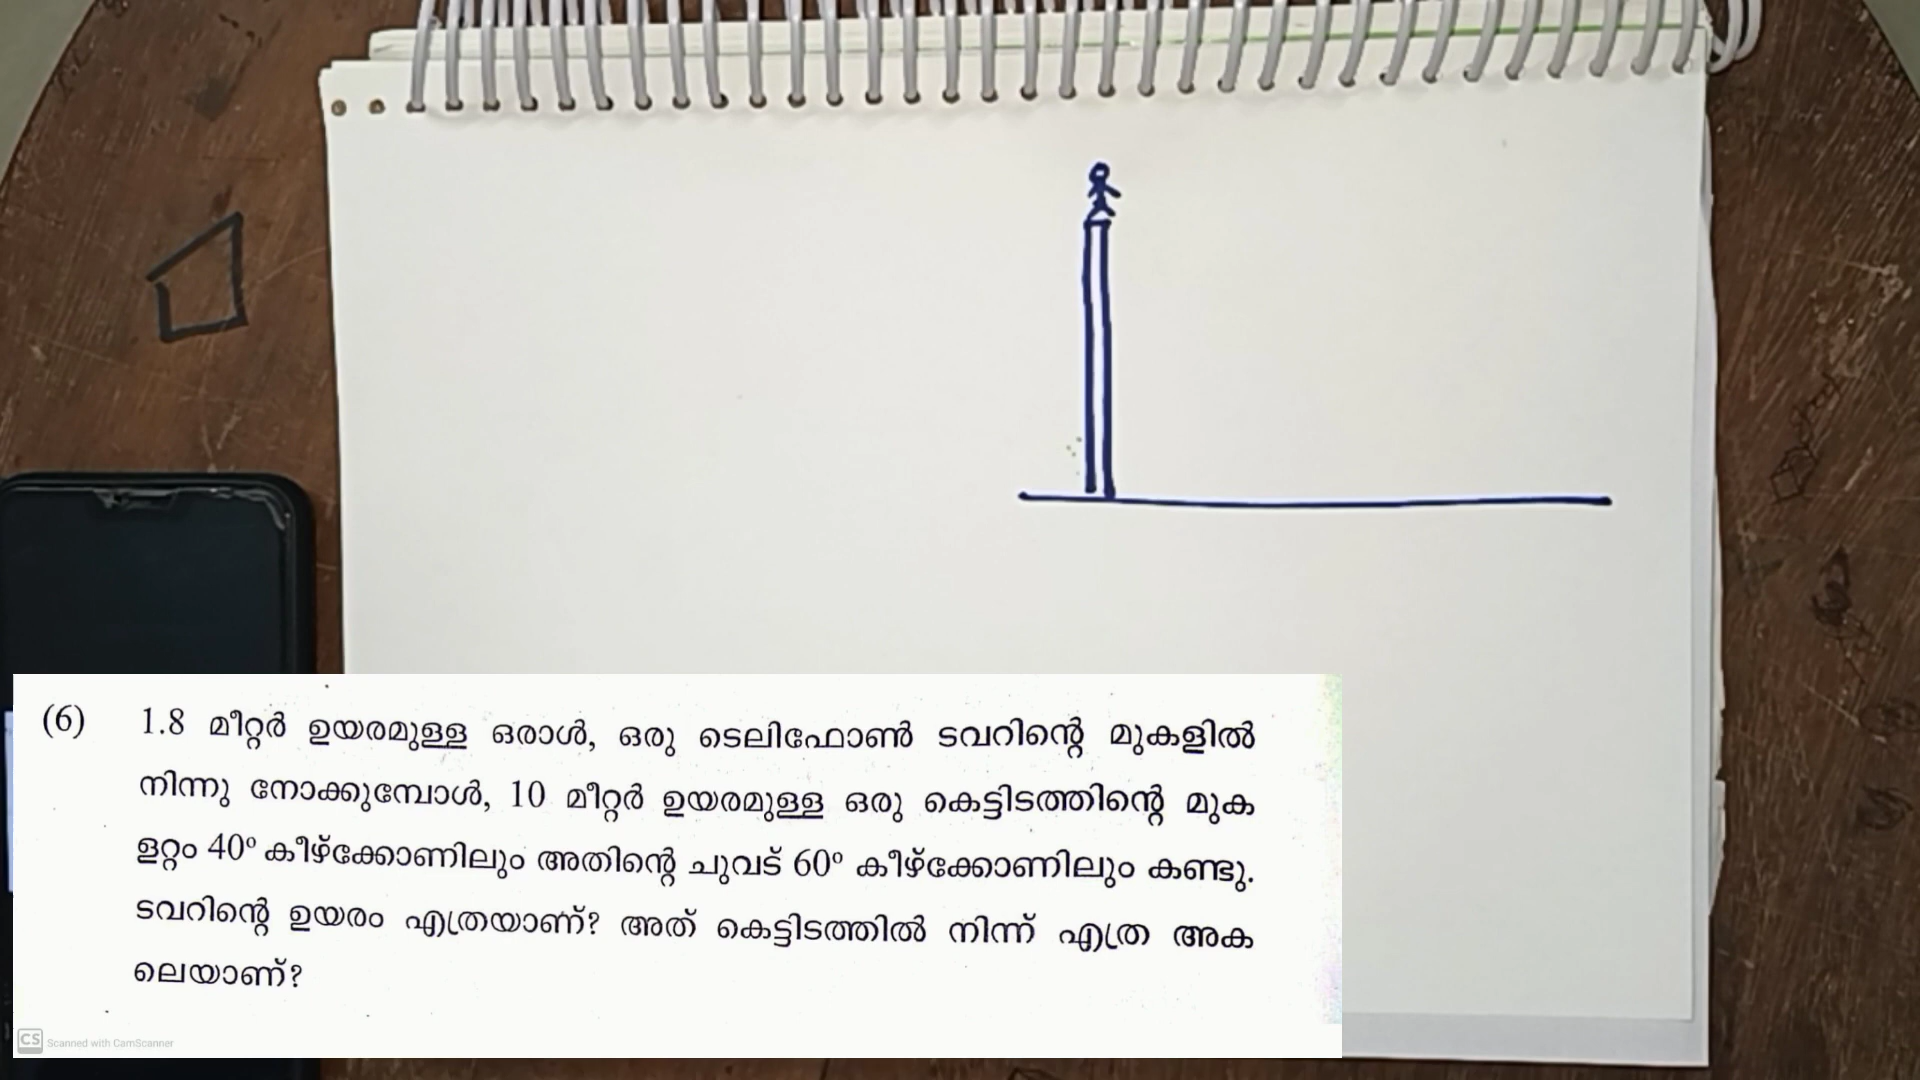 (6) 1.8 മീറ്റർ ഉയരമുള്ള ഒരാൾ, ഒരു ടെലിഫോൺ ടവറിന്റെ മുകളിൽ
നിന്നു നോക്കുമ്പോൾ, 10 മീറ്റർ ഉയരമുള്ള ഒരു കെട്ടിടത്തിന്റെ മുക
ളറ്റം 40° കീഴ്ക്കോണിലും അതിന്റെ ചുവട് 60° കീഴ്ക്കോണിലും കണ്ടു.
ടവറിന്റെ ഉയരം എത്രയാണ്? അത് കെട്ടിടത്തിൽ നിന്ന് എത്ര അക
ലെയാണ്?
CS Scanned with CamScanner